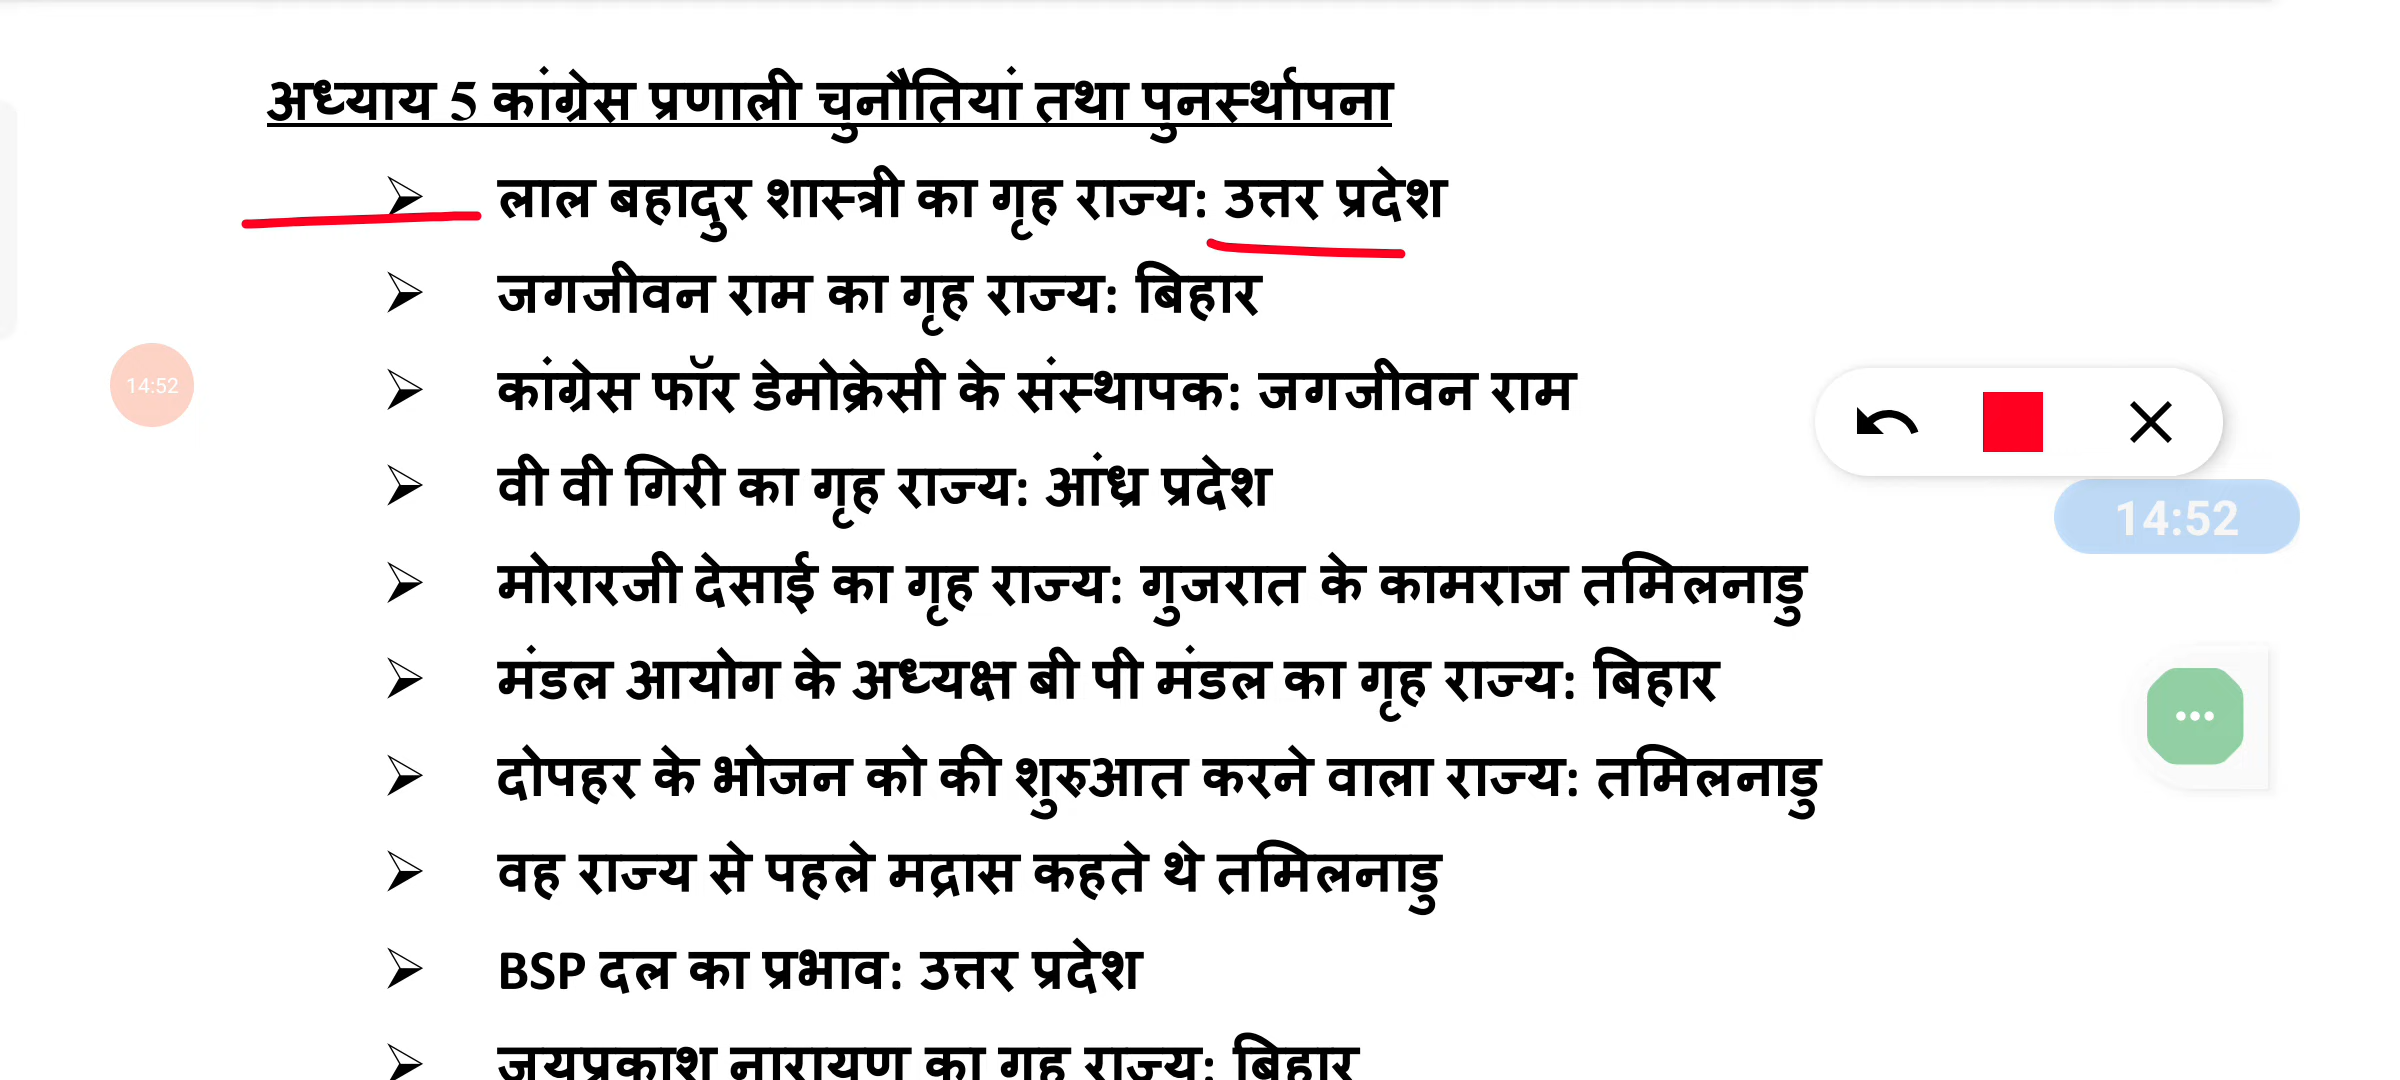 अध्याय 5 कांग्रेस प्रणाली चुनौतियां तथा पुनर्स्थापना
➢ लाल बहादुर शास्त्री का गृह राज्य: उत्तर प्रदेश
➢ जगजीवन राम का गृह राज्य: बिहार
➢ कांग्रेस फॉर डेमोक्रेसी के संस्थापक: जगजीवन राम
14:52
➢ वी वी गिरी का गृह राज्य: आंध्र प्रदेश
14:52
➢ मोरारजी देसाई का गृह राज्य: गुजरात के कामराज तमिलनाडु
➢ मंडल आयोग के अध्यक्ष बी पी मंडल का गृह राज्य: बिहार
➢ दोपहर के भोजन को की शुरुआत करने वाला राज्य: तमिलनाडु
➢ वह राज्य से पहले मद्रास कहते थे तमिलनाडु
➢ BSP दल का प्रभाव: उत्तर प्रदेश
➢ जयप्रकाश नारायण का गृह राज्य: बिहार